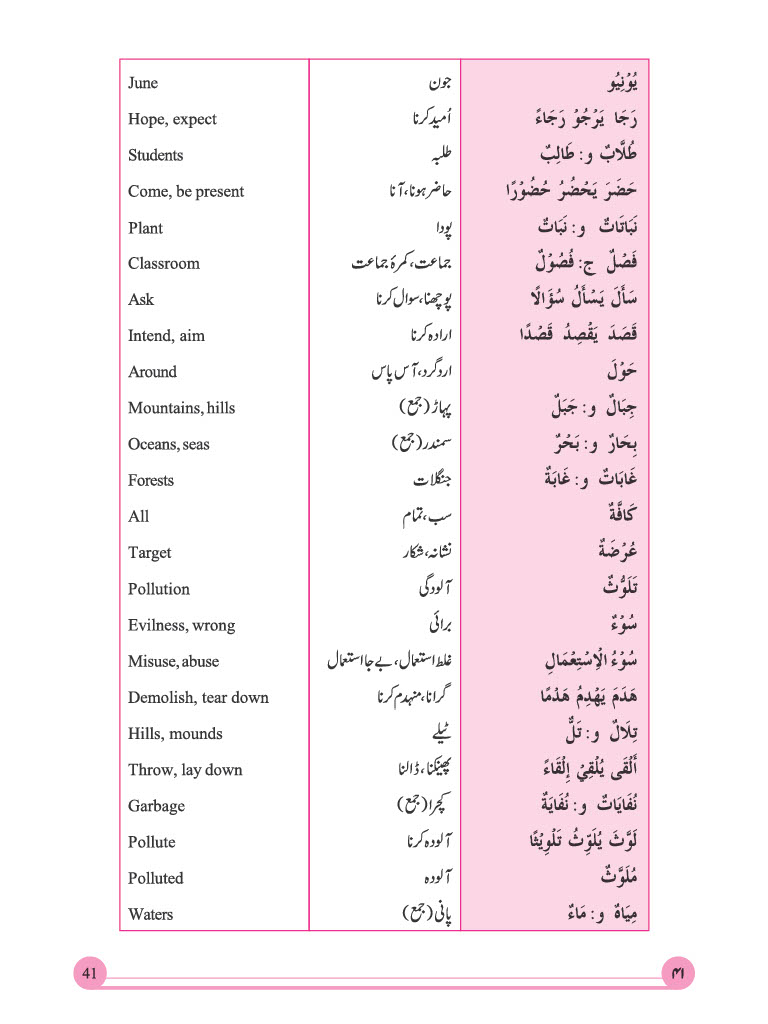 June جون يُوْنِيُو
Hope, expect اُمید کرنا رَجَا يَرْجُوْ رَجَاءً
Students طلبہ طُلَّابٌ و: طَالِبٌ
Come, be present حاضر ہونا، آنا حَضَرَ يَحْضُرُ حُضُوْرًا
Plant پودا نَبَاتَاتٌ و: نَبَاتٌ
Classroom جماعت، کمرۂ جماعت فَصْلٌ ج: فُصُوْلٌ
Ask پوچھنا، سوال کرنا سَأَلَ يَسْأَلُ سُؤَالًا
Intend, aim ارادہ کرنا قَصَدَ يَقْصِدُ قَصْدًا
Around اردگرد، آس پاس حَوْلَ
Mountains, hills پہاڑ (جمع) جِبَالٌ و: جَبَلٌ
Oceans, seas سمندر (جمع) بِحَارٌ و: بَحْرٌ
Forests جنگلات غَابَاتٌ و: غَابَةٌ
All سب، تمام كَافَّةٌ
Target نشانہ، شکار عُرْضَةٌ
Pollution آلودگی تَلَوُّثٌ
Evilness, wrong برائی سُوْءٌ
Misuse, abuse غلط استعمال، بے جا استعمال سُوْءُ الْاِسْتِعْمَالِ
Demolish, tear down گرانا، منہدم کرنا هَدَمَ يَهْدِمُ هَدْمًا
Hills, mounds ٹیلے تِلَالٌ و: تَلٌّ
Throw, lay down پھینکنا، ڈالنا أَلْقَى يُلْقِيْ إِلْقَاءً
Garbage کچرا (جمع) نُفَايَاتٌ و: نُفَايَةٌ
Pollute آلودہ کرنا لَوَّثَ يُلَوِّثُ تَلْوِيْثًا
Polluted آلودہ مُلَوَّثٌ
Waters پانی (جمع) مِيَاهٌ و: مَاءٌ
41 ۴۱